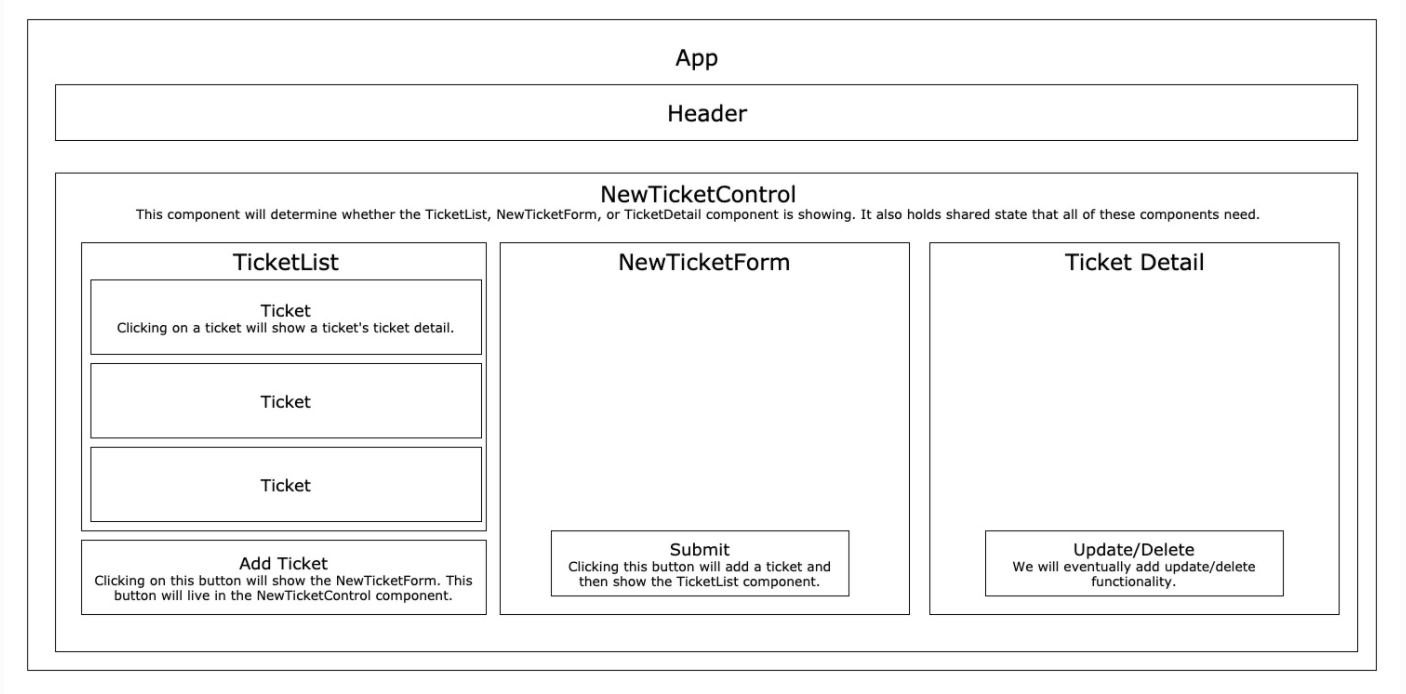 App
Header
NewTicketControl
This component will determine whether the TicketList, NewTicketForm, or TicketDetail component is showing. It also holds shared state that all of these components need.
TicketList
Ticket
Clicking on a ticket will show a ticket's ticket detail.
Ticket
Ticket
Add Ticket
Clicking on this button will show the NewTicketForm. This
button will live in the NewTicketControl component.
NewTicketForm
Submit
Clicking this button will add a ticket and
then show the TicketList component.
Ticket Detail
Update/Delete
We will eventually add update/delete
functionality.